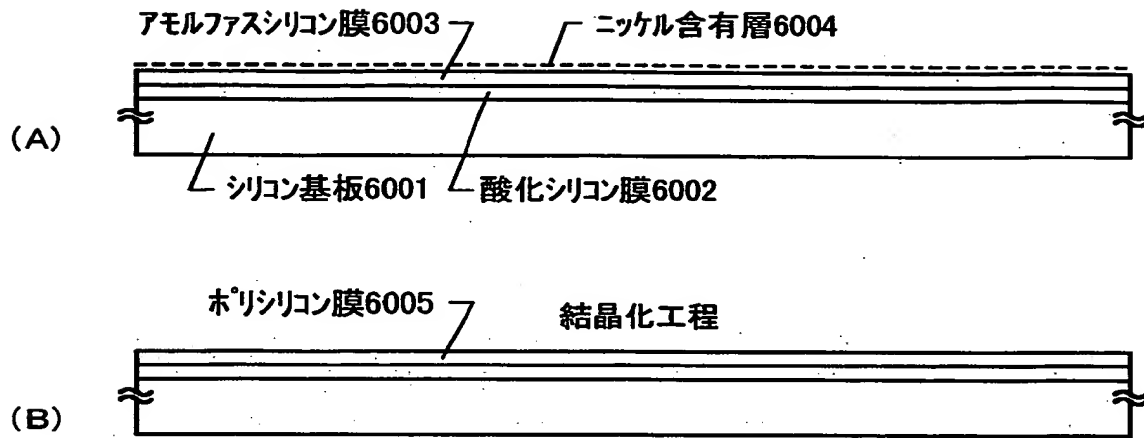 アモルファスシリコン膜6003 ニッケル含有層6004
(A)
シリコン基板6001 酸化シリコン膜6002
ポリシリコン膜6005 結晶化工程
(B)